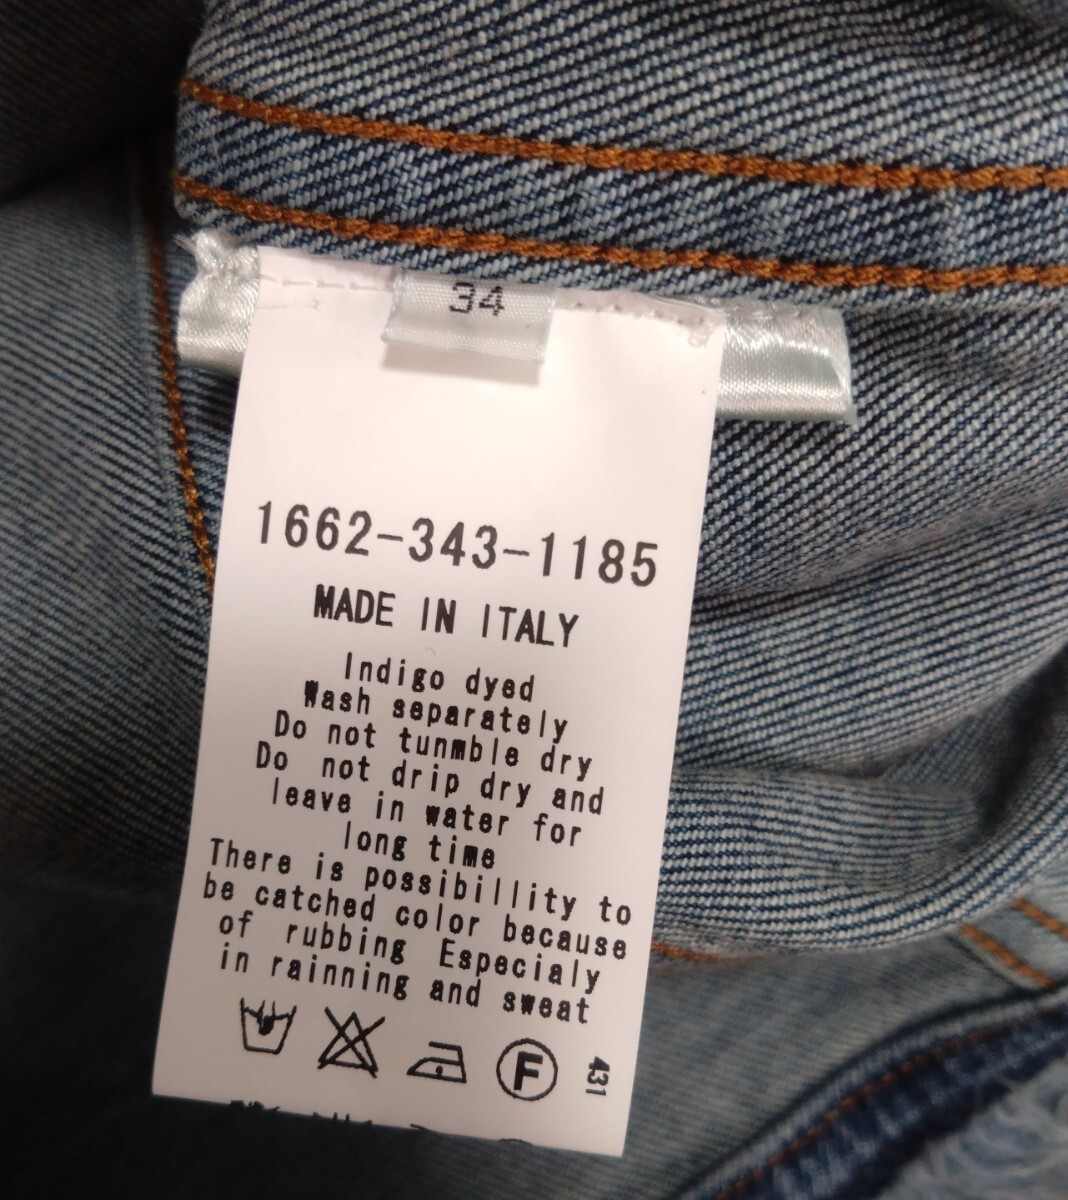 34
1662-343-1185
MADE IN ITALY
Indigo dyed
Wash separately
Do not tunmble dry
Do not drip dry and
leave in water for
long time
There is possibillity to
be catched color because
of rubbing Especialy
in rainning and sweat
F
431